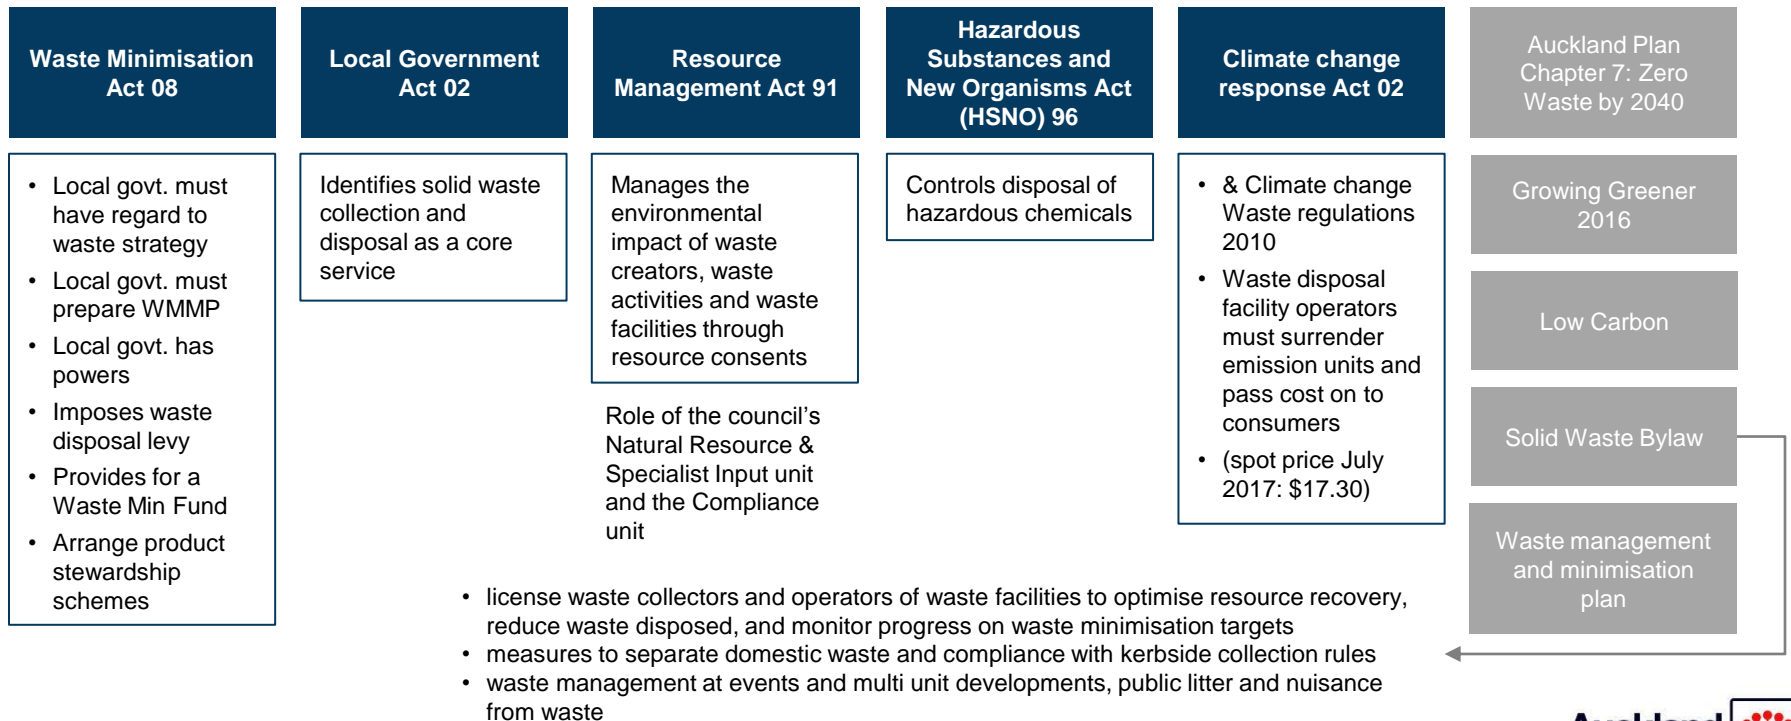 Waste Minimisation
Act 08
Local Government
Act 02
Resource
Management Act 91
Hazardous
Substances and
New Organisms Act
(HSNO) 96
Climate change
response Act 02
Auckland Plan
Chapter 7: Zero
Waste by 2040
• Local govt. must
have regard to
waste strategy
• Local govt. must
prepare WMMP
• Local govt. has
powers
• Imposes waste
disposal levy
• Provides for a
Waste Min Fund
• Arrange product
stewardship
schemes
Identifies solid waste
collection and
disposal as a core
service
Manages the
environmental
impact of waste
creators, waste
activities and waste
facilities through
resource consents
Role of the council’s
Natural Resource &
Specialist Input unit
and the Compliance
unit
Controls disposal of
hazardous chemicals
• & Climate change
Waste regulations
2010
• Waste disposal
facility operators
must surrender
emission units and
pass cost on to
consumers
• (spot price July
2017: $17.30)
Growing Greener
2016
Low Carbon
Solid Waste Bylaw
Waste management
and minimisation
plan
• license waste collectors and operators of waste facilities to optimise resource recovery,
reduce waste disposed, and monitor progress on waste minimisation targets
• measures to separate domestic waste and compliance with kerbside collection rules
• waste management at events and multi unit developments, public litter and nuisance
from waste
Auckland